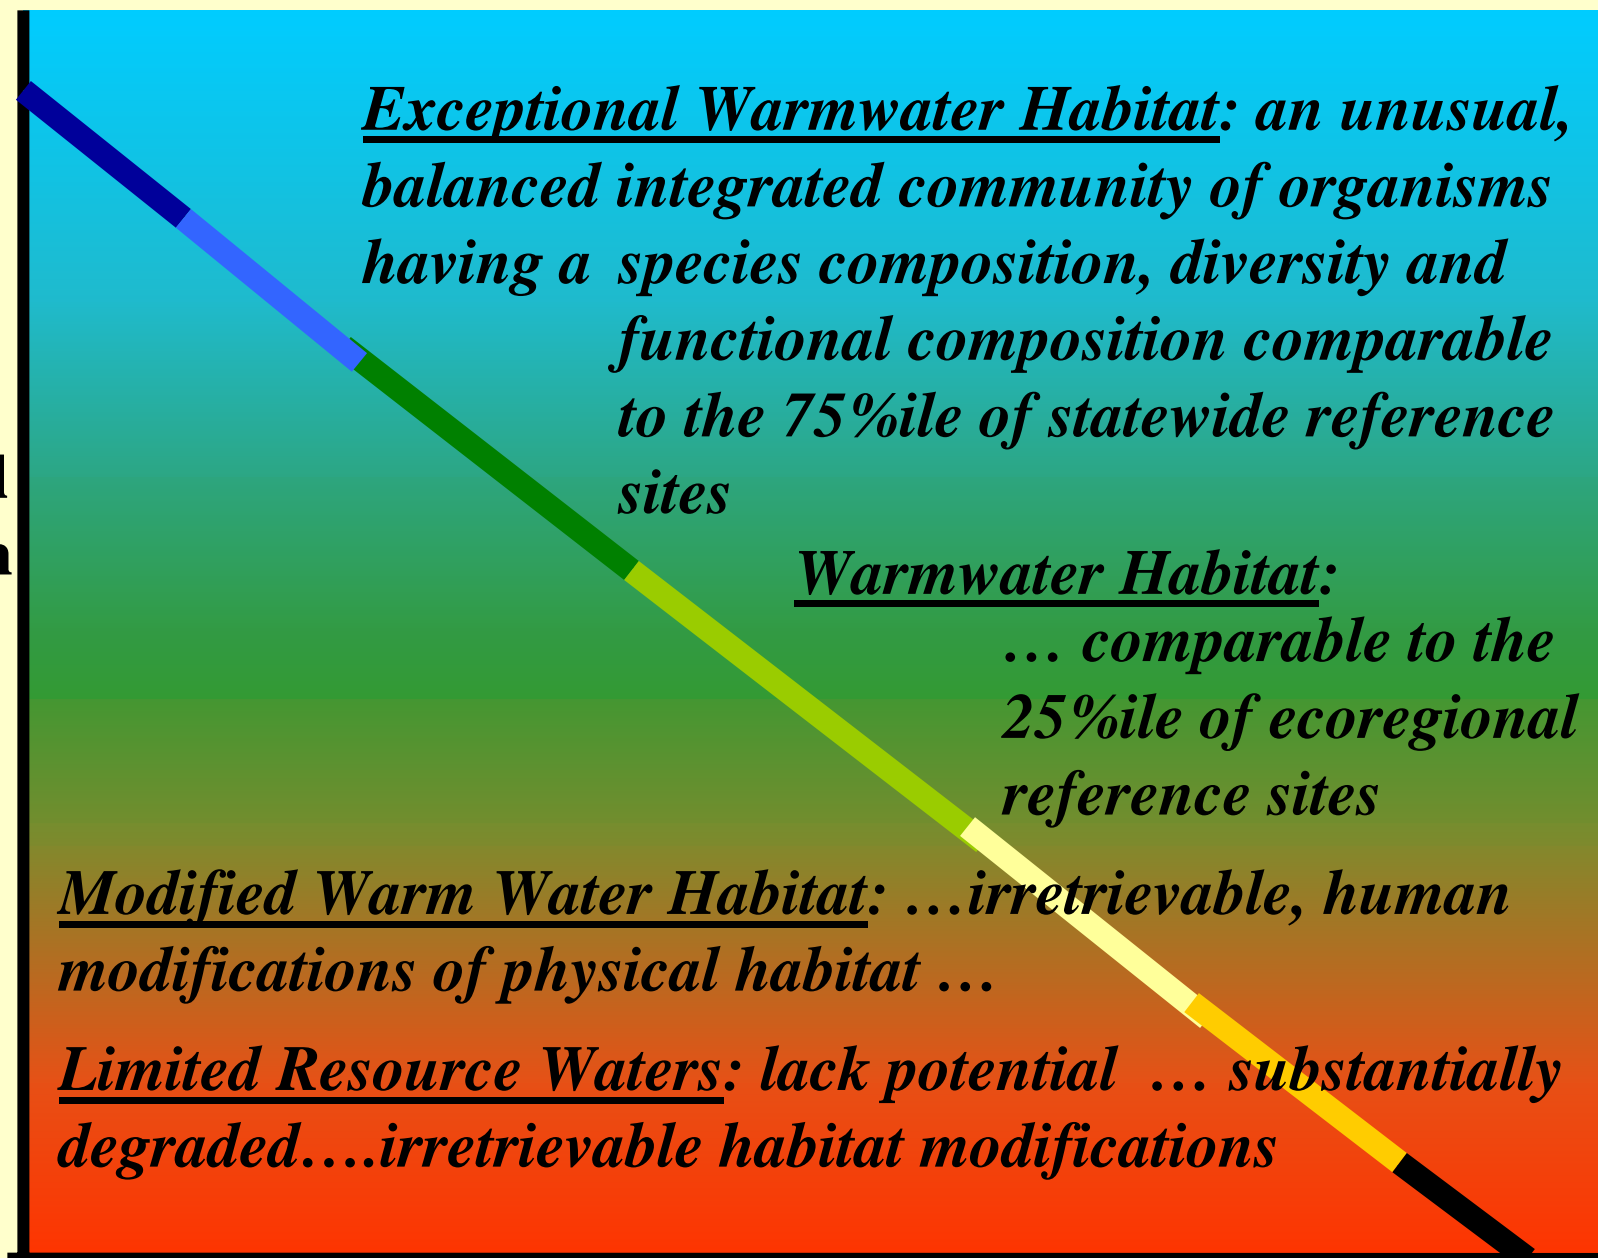 Exceptional Warmwater Habitat: an unusual,
balanced integrated community of organisms
having a species composition, diversity and
functional composition comparable
to the 75%ile of statewide reference
sites
Warmwater Habitat:
… comparable to the
25%ile of ecoregional
reference sites
Modified Warm Water Habitat: …irretrievable, human
modifications of physical habitat …
Limited Resource Waters: lack potential … substantially
degraded….irretrievable habitat modifications